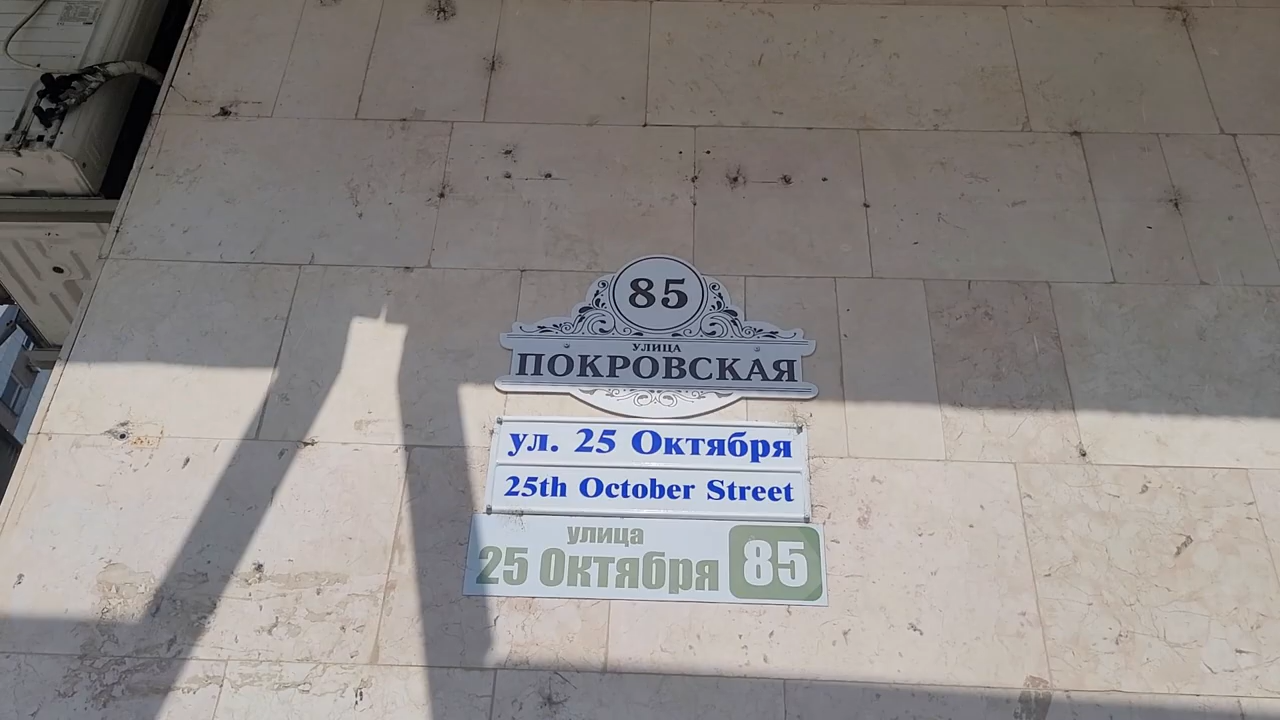 85
УЛИЦА
ПОКРОВСКАЯ
ул. 25 Октября
25th October Street
улица
25 Октября 85